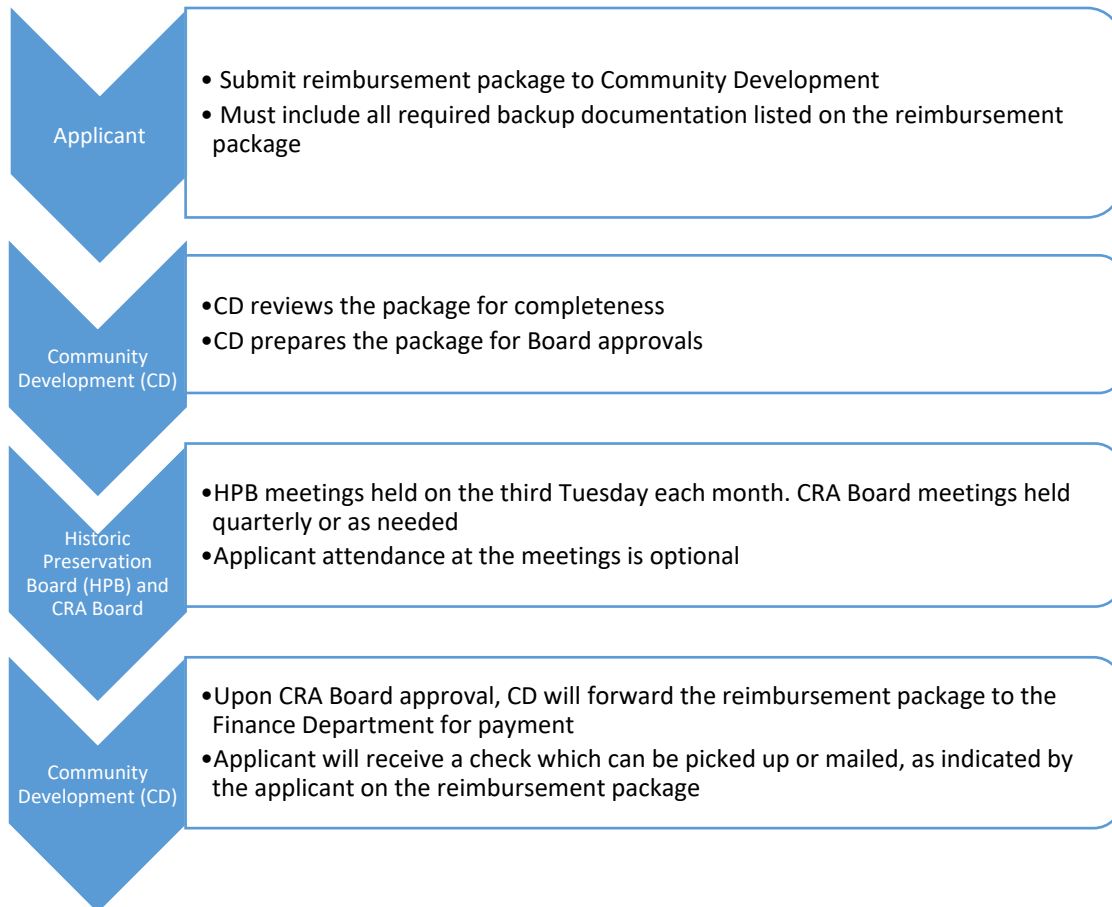 Applicant
• Submit reimbursement package to Community Development
• Must include all required backup documentation listed on the reimbursement
package
Community
Development (CD)
•CD reviews the package for completeness
•CD prepares the package for Board approvals
Historic
Preservation
Board (HPB) and
CRA Board
•HPB meetings held on the third Tuesday each month. CRA Board meetings held
quarterly or as needed
•Applicant attendance at the meetings is optional
Community
Development (CD)
•Upon CRA Board approval, CD will forward the reimbursement package to the
Finance Department for payment
•Applicant will receive a check which can be picked up or mailed, as indicated by
the applicant on the reimbursement package